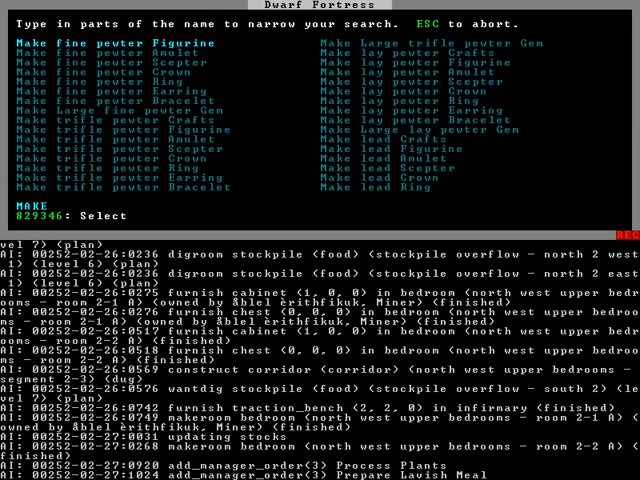 Dwarf Fortress
Type in parts of the name to narrow your search.  ESC to abort.
Make fine pewter Figurine
Make fine pewter Amulet
Make fine pewter Scepter
Make fine pewter Crown
Make fine pewter Ring
Make fine pewter Earring
Make fine pewter Bracelet
Make Large fine pewter Gem
Make trifle pewter Crafts
Make trifle pewter Figurine
Make trifle pewter Amulet
Make trifle pewter Scepter
Make trifle pewter Crown
Make trifle pewter Ring
Make trifle pewter Earring
Make trifle pewter Bracelet
Make Large trifle pewter Gem
Make lay pewter Crafts
Make lay pewter Figurine
Make lay pewter Amulet
Make lay pewter Scepter
Make lay pewter Crown
Make lay pewter Ring
Make lay pewter Earring
Make lay pewter Bracelet
Make Large lay pewter Gem
Make lead Crafts
Make lead Figurine
Make lead Amulet
Make lead Scepter
Make lead Crown
Make lead Ring
MAKE
829346: Select
REC
vel 7) (plan)
AI: 00252-02-26:0236 digroom stockpile (food) (stockpile overflow - north 2 west
1) (level 6) (plan)
AI: 00252-02-26:0236 digroom stockpile (food) (stockpile overflow - north 2 east
1) (level 6) (plan)
AI: 00252-02-26:0275 furnish cabinet (1, 0, 0) in bedroom (north west upper bedr
ooms - room 2-1 A) (owned by åblel èrithfikuk, Miner) (finished)
AI: 00252-02-26:0276 furnish chest (0, 0, 0) in bedroom (north west upper bedroo
ms - room 2-1 A) (owned by åblel èrithfikuk, Miner) (finished)
AI: 00252-02-26:0517 furnish cabinet (1, 0, 0) in bedroom (north west upper bedr
ooms - room 2-2 A) (finished)
AI: 00252-02-26:0518 furnish chest (0, 0, 0) in bedroom (north west upper bedroo
ms - room 2-2 A) (finished)
AI: 00252-02-26:0569 construct corridor (corridor) (north west upper bedrooms -
segment 2-3) (dug)
AI: 00252-02-26:0576 wantdig stockpile (food) (stockpile overflow - south 2) (le
vel 7) (plan)
AI: 00252-02-26:0742 furnish traction_bench (2, 2, 0) in infirmary (finished)
AI: 00252-02-26:0749 makeroom bedroom (north west upper bedrooms - room 2-1 A) (
owned by åblel èrithfikuk, Miner) (finished)
AI: 00252-02-27:0031 updating stocks
AI: 00252-02-27:0268 makeroom bedroom (north west upper bedrooms - room 2-2 A) (
finished)
AI: 00252-02-27:0920 add_manager_order(3) Process Plants
AI: 00252-02-27:1024 add_manager_order(3) Prepare Lavish Meal